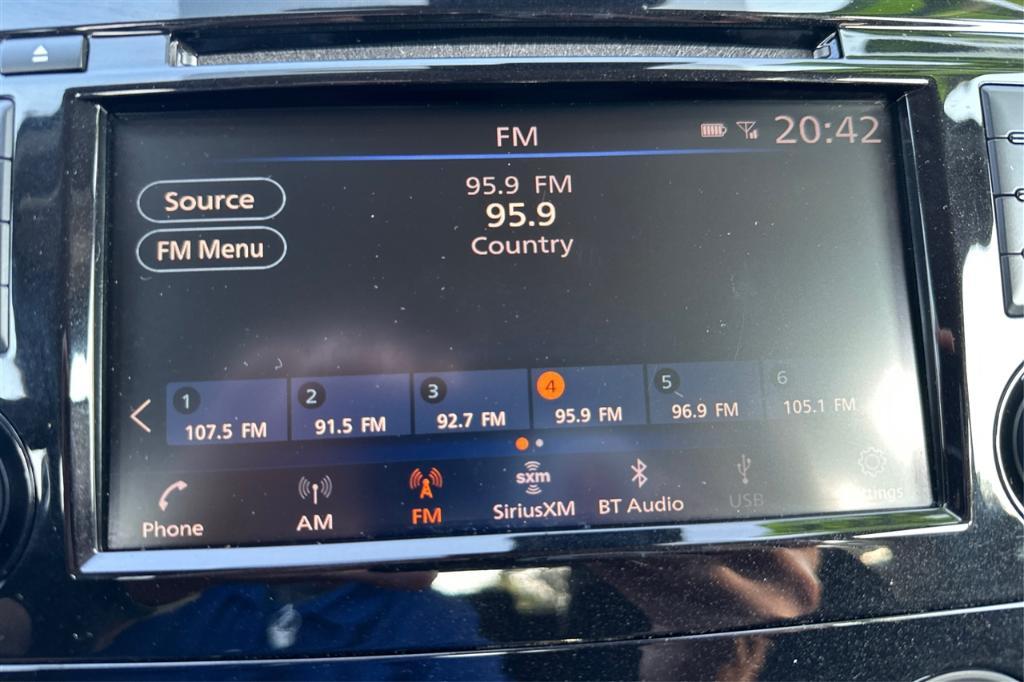 FM
20:42
Source
95.9 FM
95.9
FM Menu
Country
1 2 3 4 5 6
107.5 FM 91.5 FM 92.7 FM 95.9 FM 96.9 FM 105.1 FM
sxm
Phone AM FM SiriusXM BT Audio USB Settings